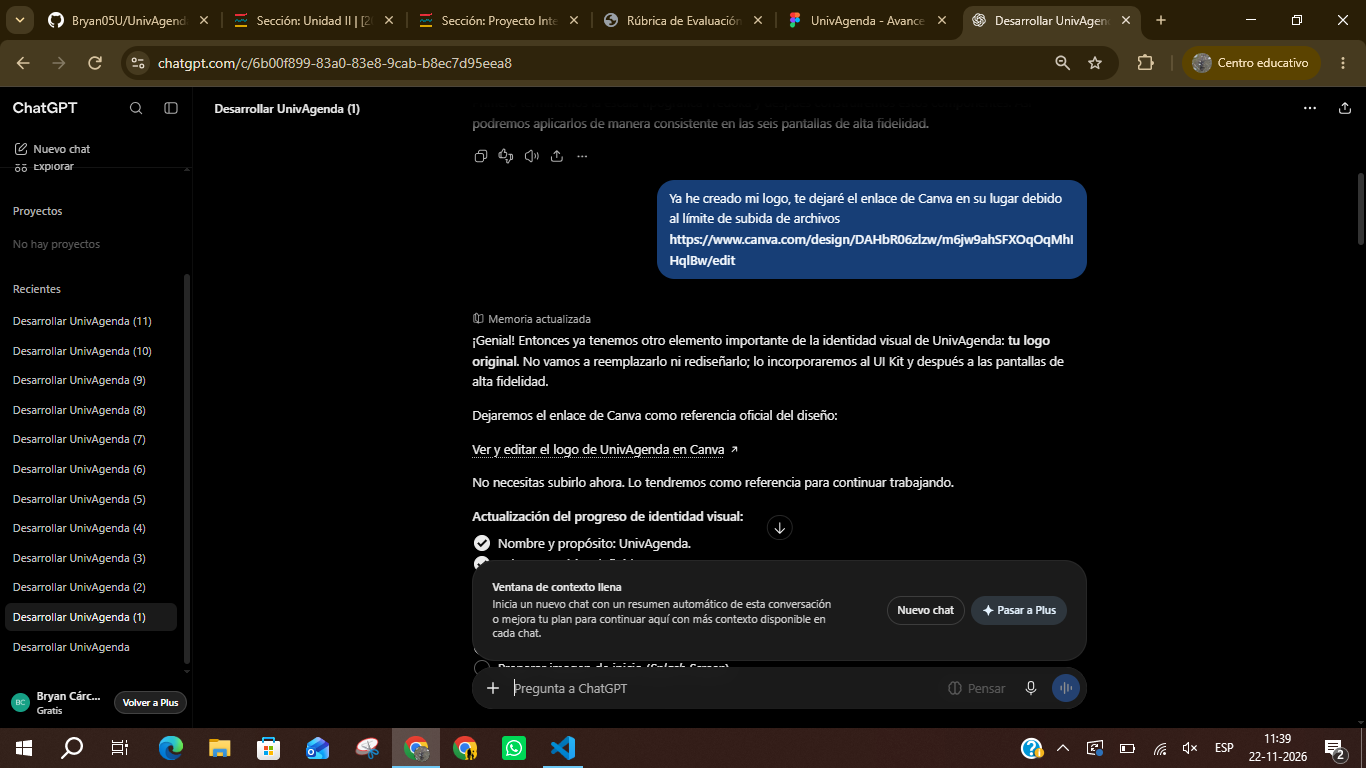 Bryan05U/UnivAgenda
Sección: Unidad II | [20
Sección: Proyecto Inte
Rúbrica de Evaluación
UnivAgenda - Avance
Desarrollar UnivAgen
chatgpt.com/c/6b00f899-83a0-83e8-9cab-b8ec7d95eea8
Centro educativo
ChatGPT
Nuevo chat
Explorar
Proyectos
No hay proyectos
Recientes
Desarrollar UnivAgenda (11)
Desarrollar UnivAgenda (10)
Desarrollar UnivAgenda (9)
Desarrollar UnivAgenda (8)
Desarrollar UnivAgenda (7)
Desarrollar UnivAgenda (6)
Desarrollar UnivAgenda (5)
Desarrollar UnivAgenda (4)
Desarrollar UnivAgenda (3)
Desarrollar UnivAgenda (2)
Desarrollar UnivAgenda (1)
Desarrollar UnivAgenda
BC
Bryan Cárc...
Gratis
Volver a Plus
Desarrollar UnivAgenda (1)
podremos aplicarlos de manera consistente en las seis pantallas de alta fidelidad.
Ya he creado mi logo, te dejaré el enlace de Canva en su lugar debido
al límite de subida de archivos
https://www.canva.com/design/DAHbR06zlzw/m6jw9ahSFXOqOqMhI
HqlBw/edit
Memoria actualizada
¡Genial! Entonces ya tenemos otro elemento importante de la identidad visual de UnivAgenda: tu logo
original. No vamos a reemplazarlo ni rediseñarlo; lo incorporaremos al UI Kit y después a las pantallas de
alta fidelidad.
Dejaremos el enlace de Canva como referencia oficial del diseño:
Ver y editar el logo de UnivAgenda en Canva ↗
No necesitas subirlo ahora. Lo tendremos como referencia para continuar trabajando.
Actualización del progreso de identidad visual:
Nombre y propósito: UnivAgenda.
Ventana de contexto llena
Inicia un nuevo chat con un resumen automático de esta conversación
o mejora tu plan para continuar aquí con más contexto disponible en
cada chat.
Nuevo chat
Pasar a Plus
Preparar imagen de inicio (Splash Screen)
Pregunta a ChatGPT
Pensar
ESP
11:39
22-11-2026
2